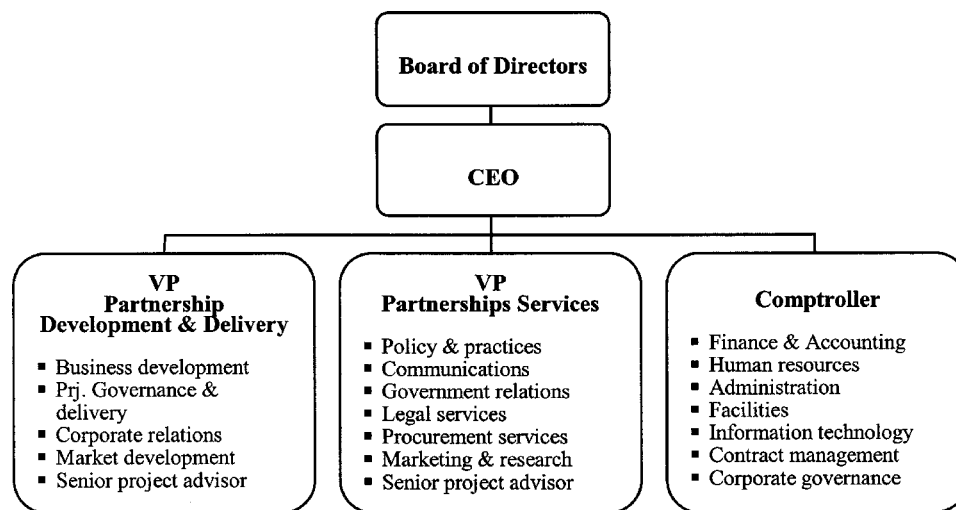 Board of Directors
CEO
VP
Partnership
Development & Delivery
▪ Business development
▪ Prj. Governance &
delivery
▪ Corporate relations
▪ Market development
▪ Senior project advisor
VP
Partnerships Services
▪ Policy & practices
▪ Communications
▪ Government relations
▪ Legal services
▪ Procurement services
▪ Marketing & research
▪ Senior project advisor
Comptroller
▪ Finance & Accounting
▪ Human resources
▪ Administration
▪ Facilities
▪ Information technology
▪ Contract management
▪ Corporate governance